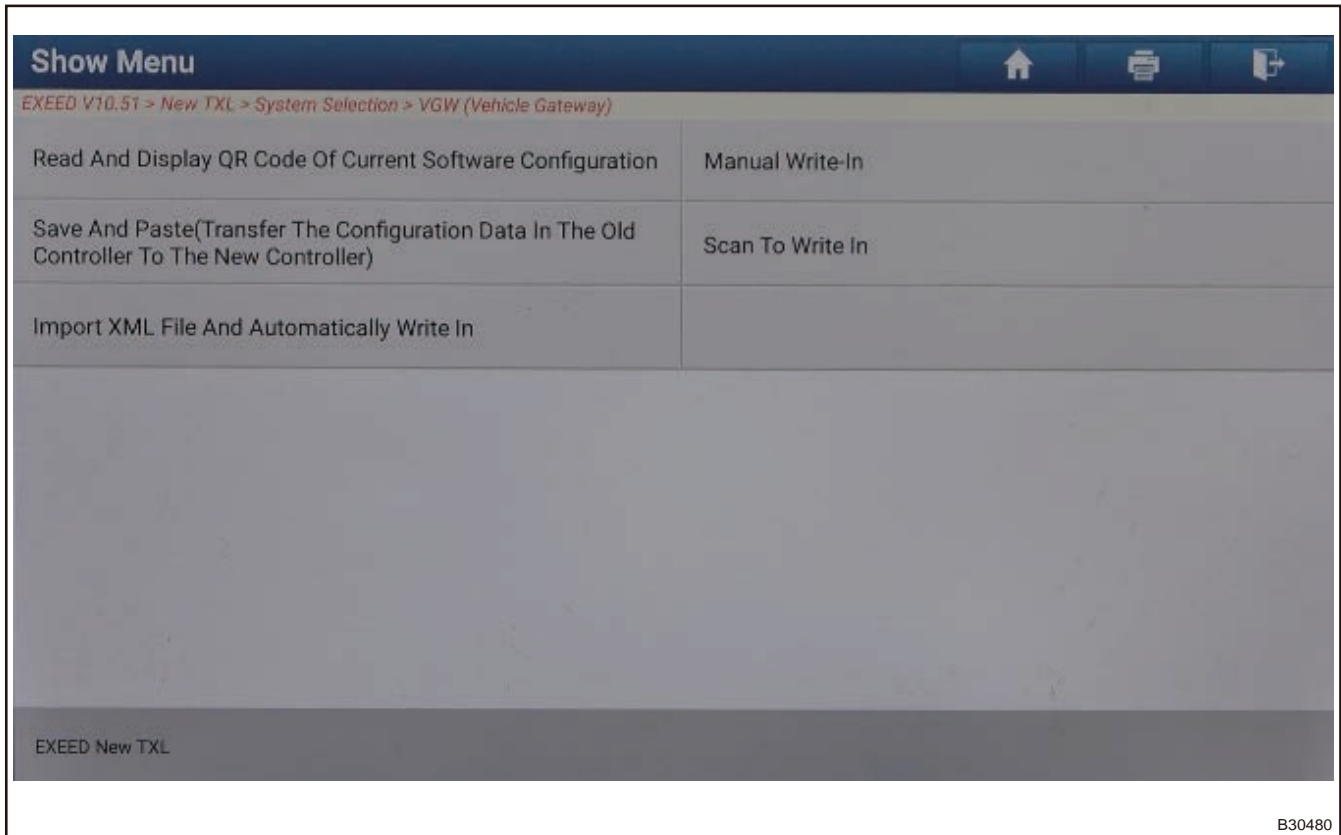 Show Menu
EXEED V10.51 > New TXL > System Selection > VGW (Vehicle Gateway)
Read And Display QR Code Of Current Software Configuration
Manual Write-In
Save And Paste(Transfer The Configuration Data In The Old
Controller To The New Controller)
Scan To Write In
Import XML File And Automatically Write In
EXEED New TXL
B30480